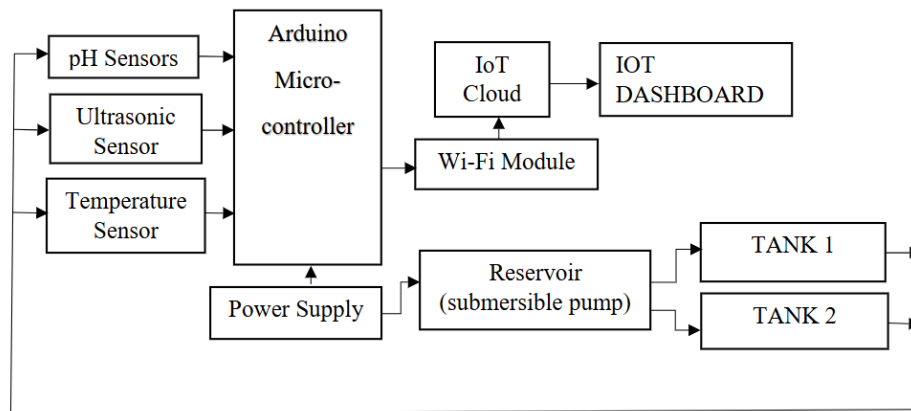 pH Sensors
Ultrasonic
Sensor
Temperature
Sensor
Arduino
Micro-
controller
Power Supply
IoT
Cloud
IOT
DASHBOARD
Wi-Fi Module
Reservoir
(submersible pump)
TANK 1
TANK 2